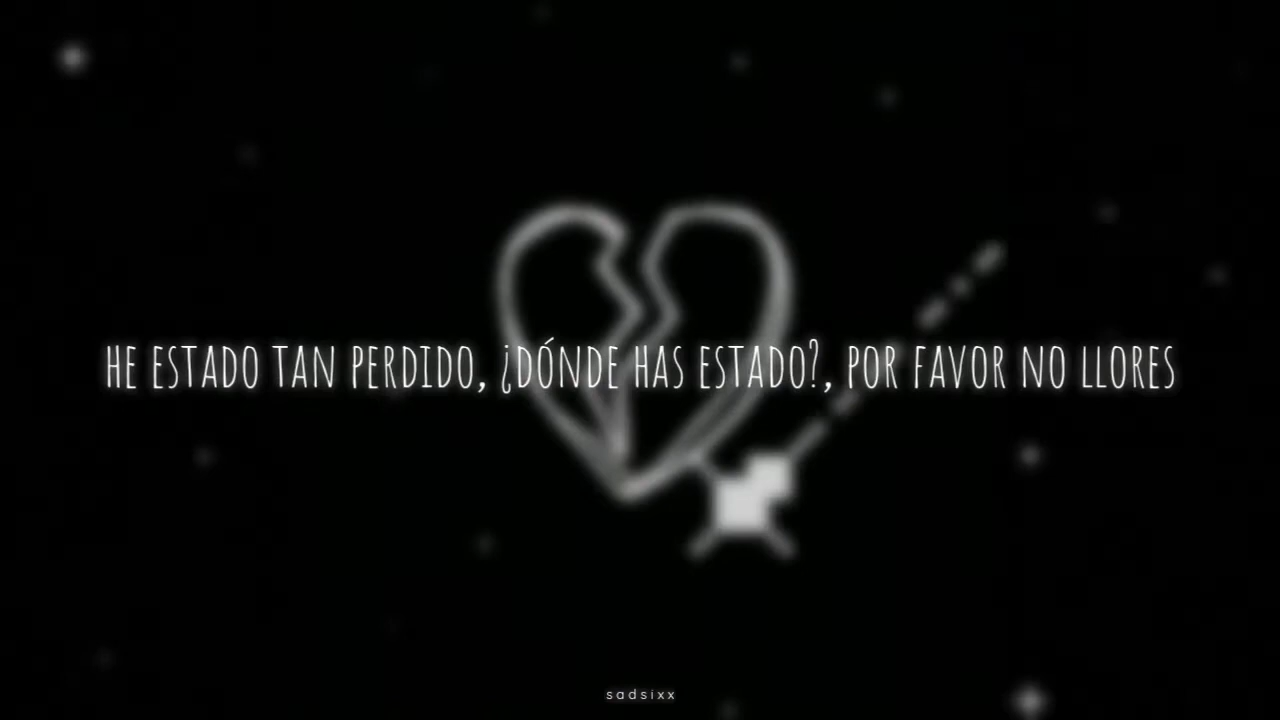 HE ESTADO TAN PERDIDO, ¿DÓNDE HAS ESTADO?, POR FAVOR NO LLORES
sadsixx